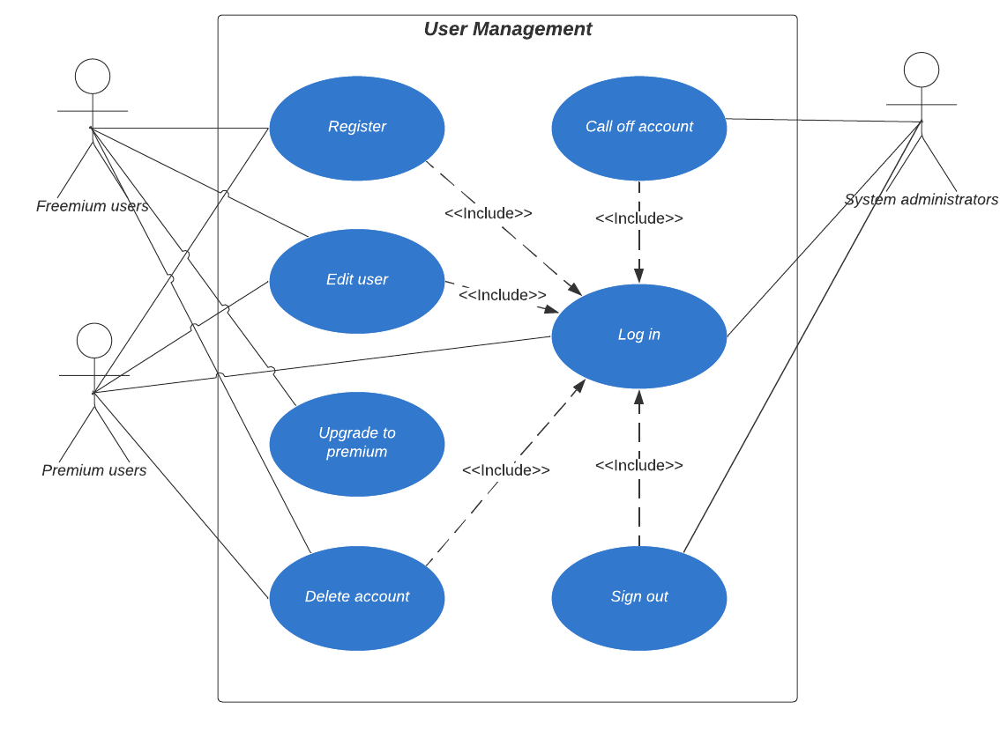 User Management
Register
Call off account
Freemium users
System administrators
<<Include>>
<<Include>>
Edit user
<<Include>>
Log in
Premium users
Upgrade to
premium
<<Include>>
<<Include>>
Delete account
Sign out